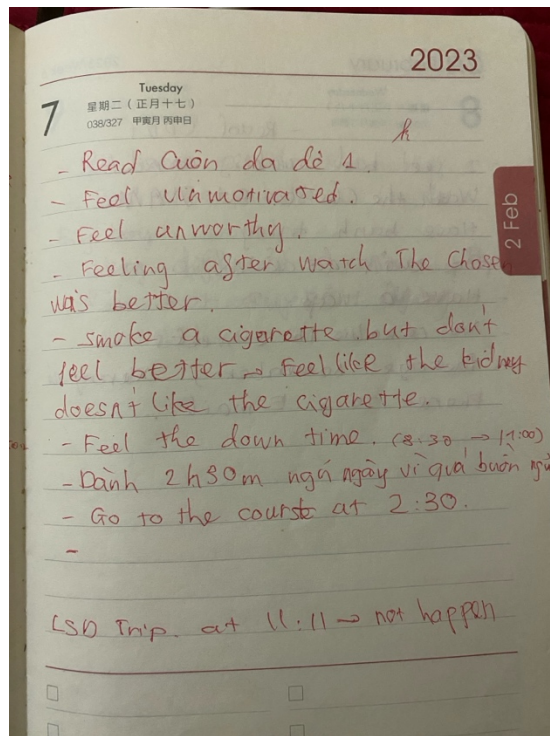 2023
Tuesday
7 星期二（正月十七）
038/327 甲寅月 丙申日
- Read Cuôn da dè 1.
- Feel unmotivated.
- Feel unworthy.
- Feeling after watch The Chosen
was better.
- smoke a cigarette but don't
feel better → Feel like the kidney
doesn't like the cigarette.
- Feel the down time. (8:30 → 11:00)
- Dành 2h30m ngủ ngày vì quá buồn ngủ
- Go to the course at 2:30.
-
LSD Trip. at 11:11 → not happen
2 Feb